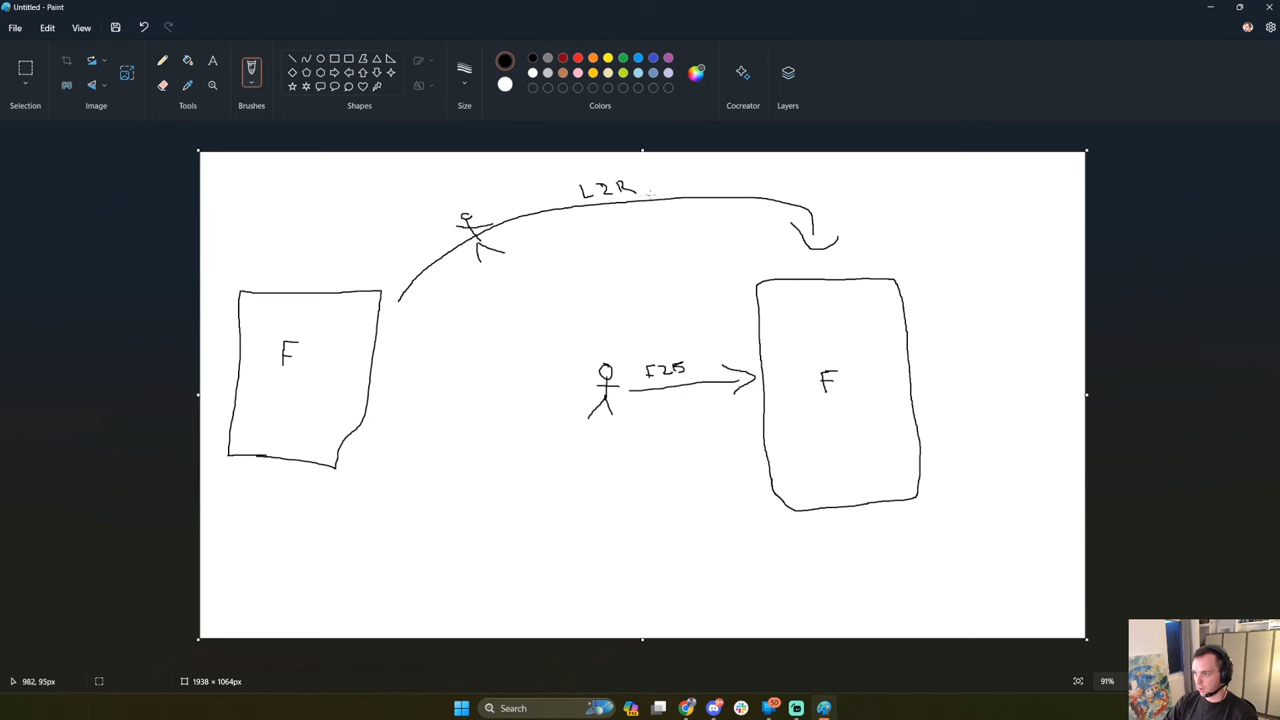 Untitled - Paint
File Edit View
Selection Image Tools Brushes Shapes Size Colors Cocreator Layers
L2R
F
F
982, 95px 1938 × 1064px 91%
Search 50